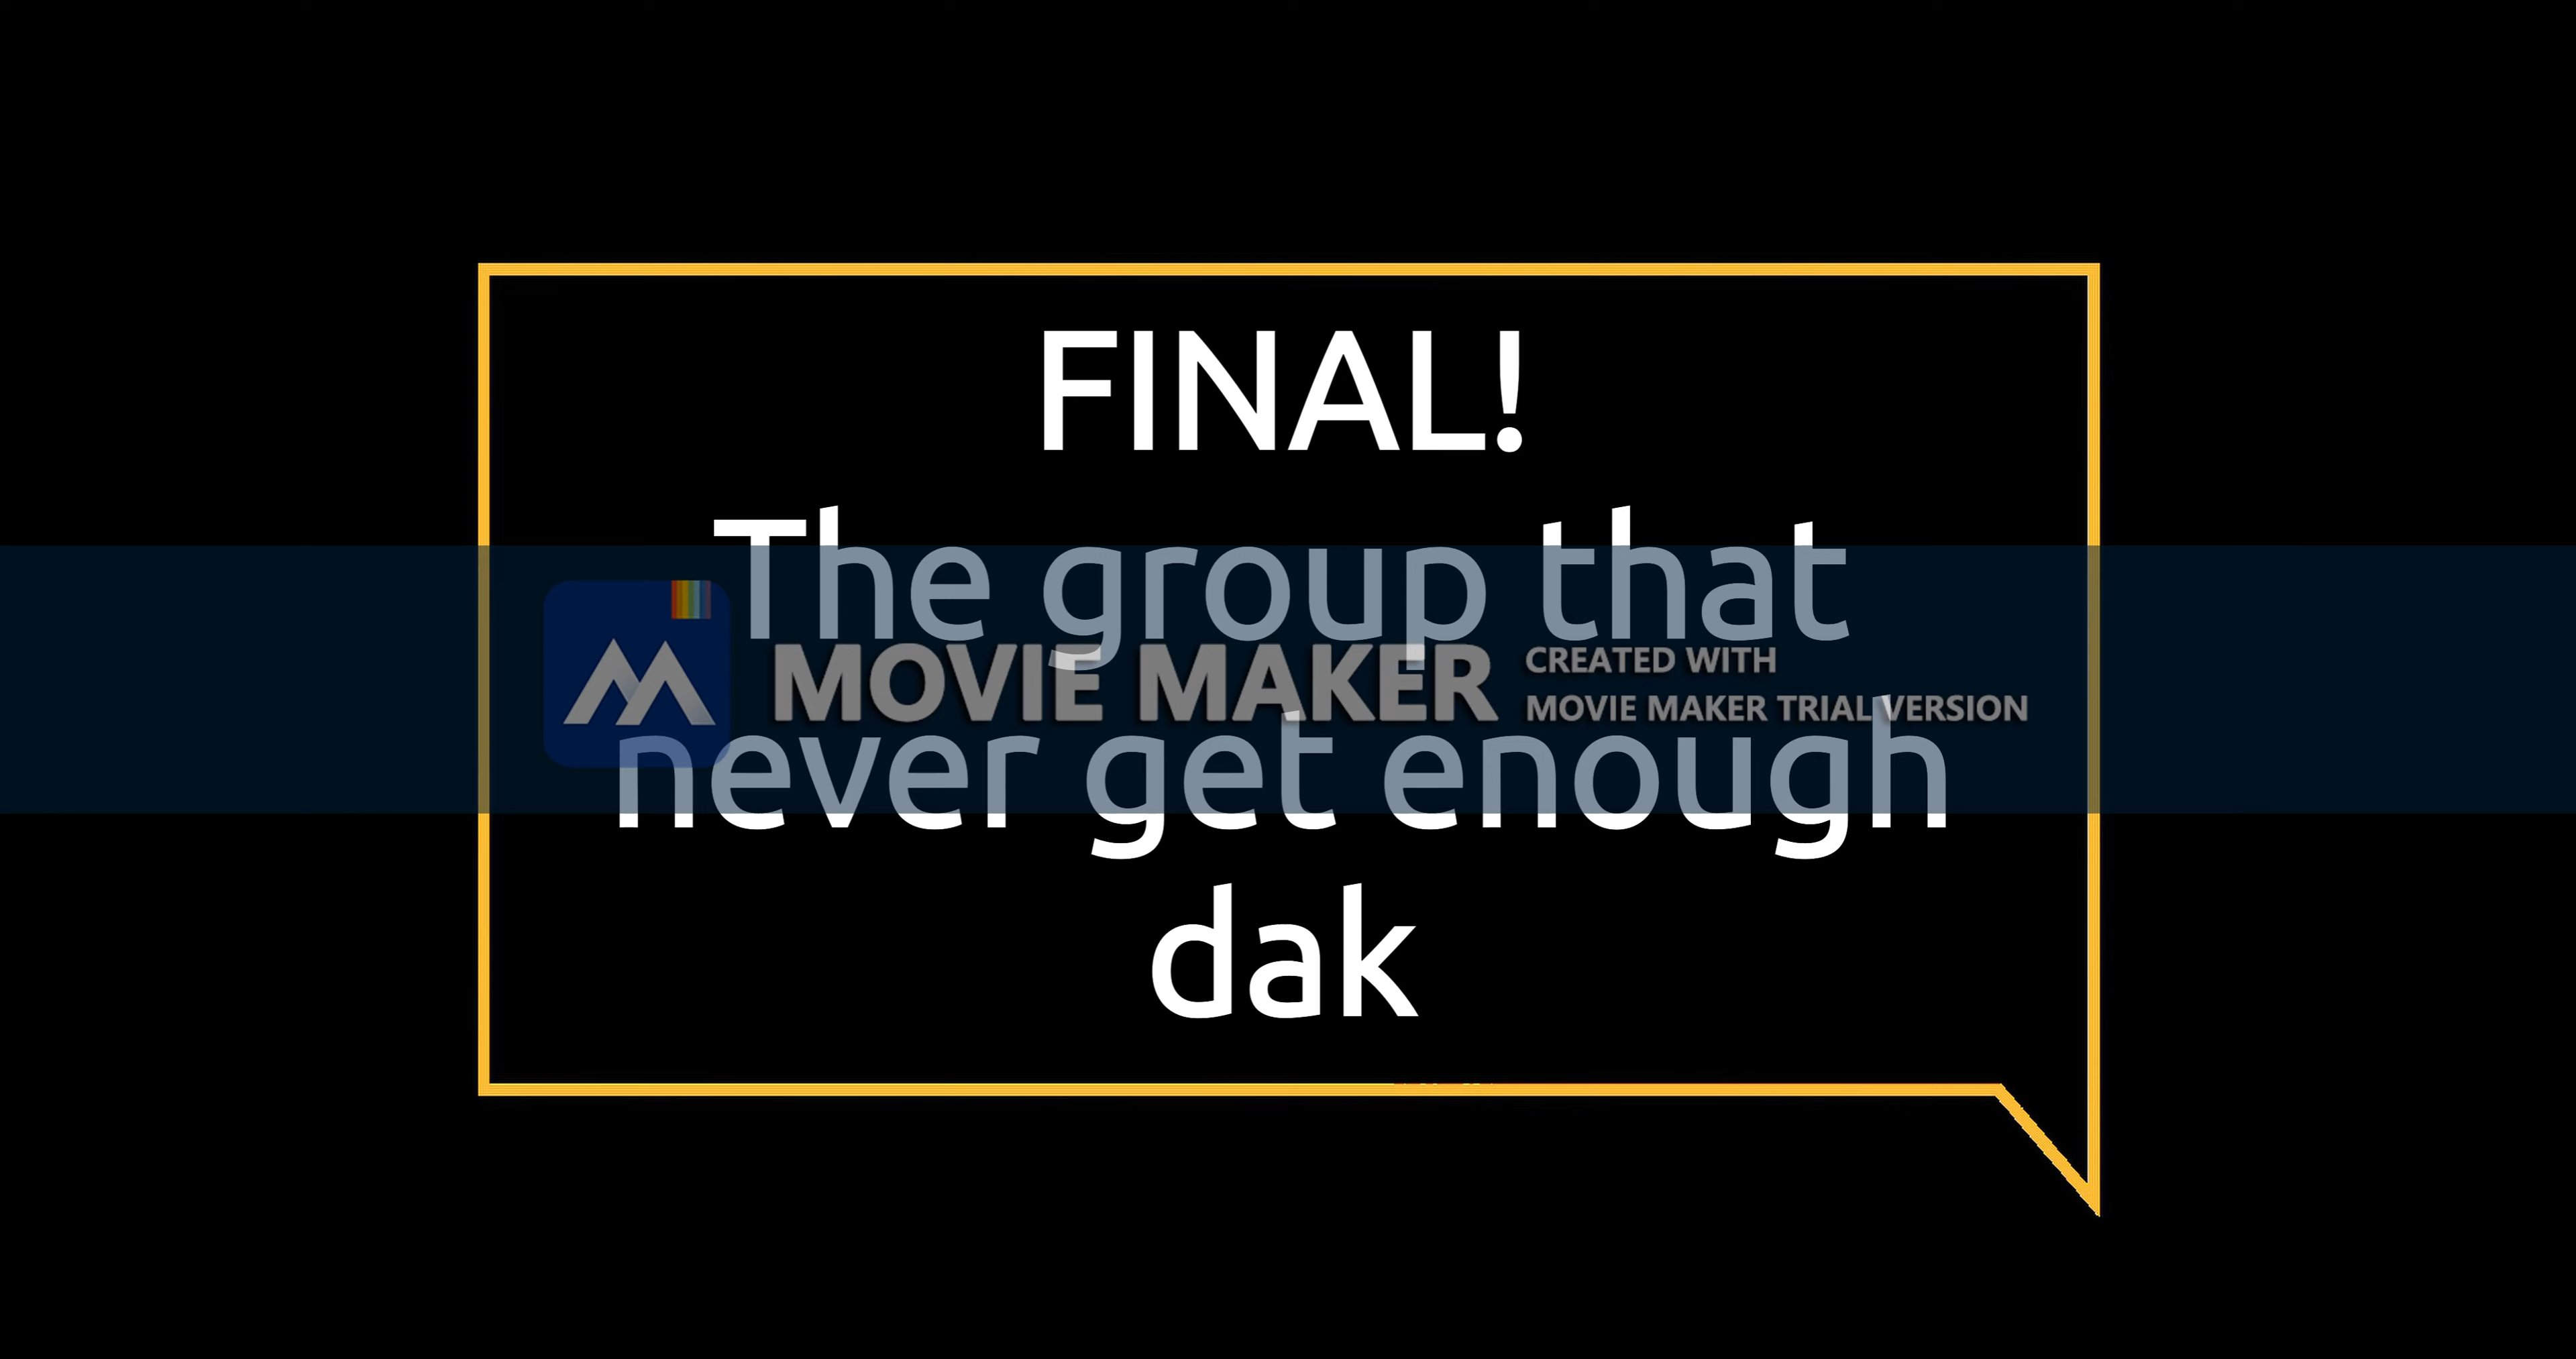 FINAL!
The group that
MOVIE MAKER
CREATED WITH
MOVIE MAKER TRIAL VERSION
never get enough
dak